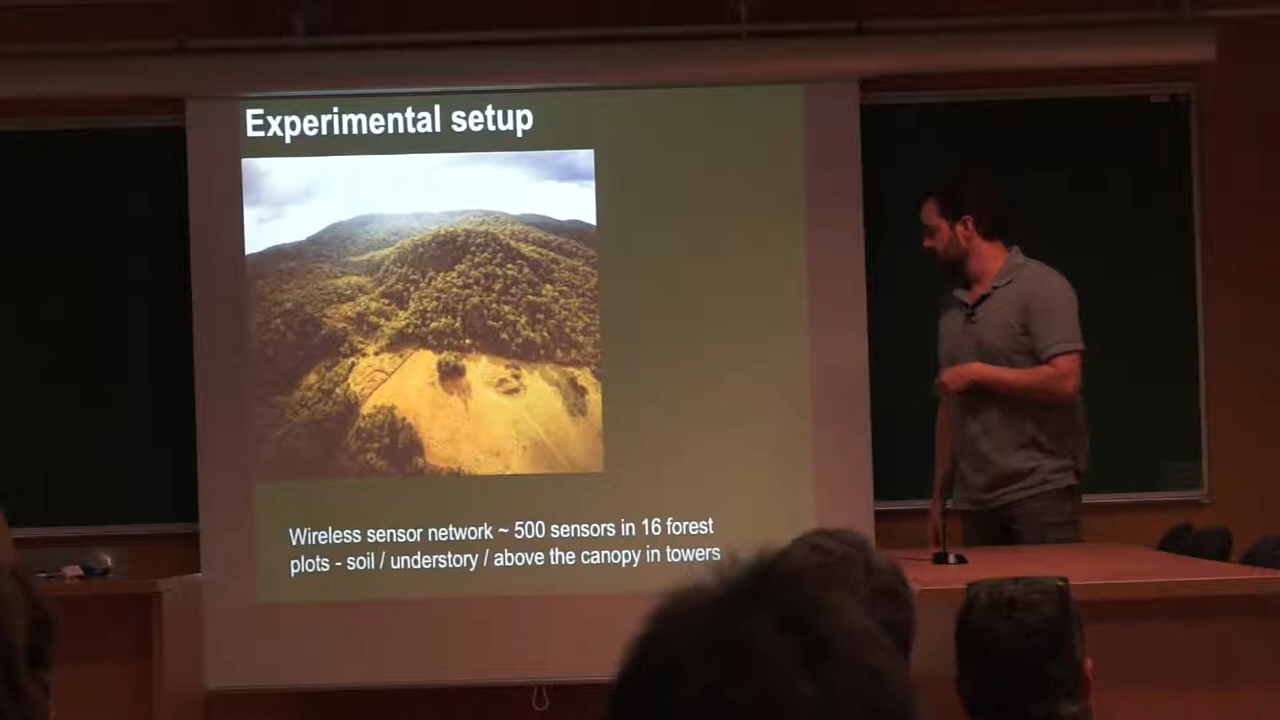 Experimental setup
Wireless sensor network ~ 500 sensors in 16 forest
plots - soil / understory / above the canopy in towers